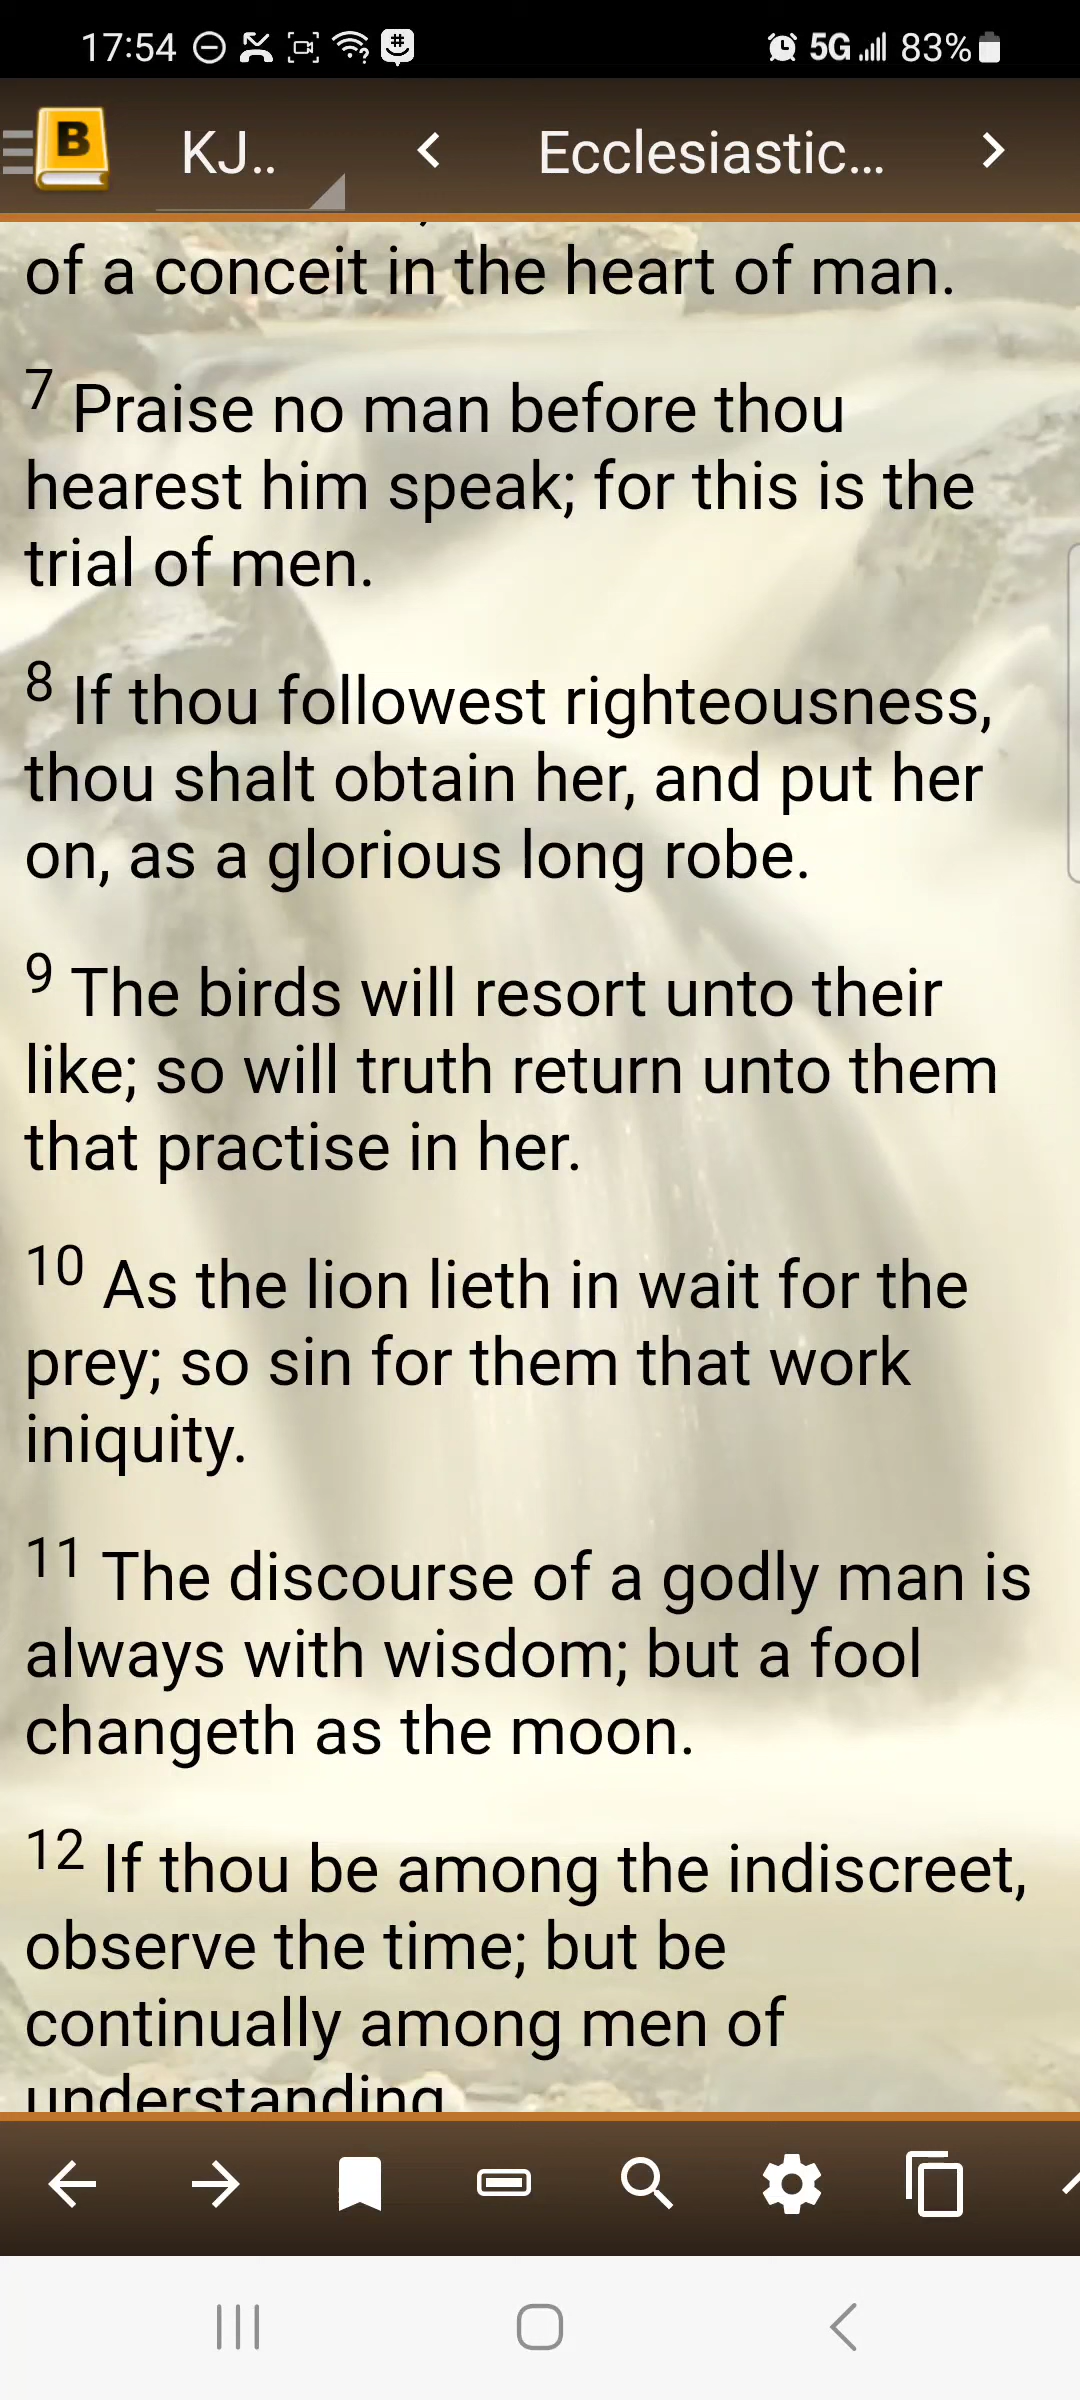 17:54 5G 83%
B KJ.. Ecclesiastic...
of a conceit in the heart of man.
7 Praise no man before thou
hearest him speak; for this is the
trial of men.
8 If thou followest righteousness,
thou shalt obtain her, and put her
on, as a glorious long robe.
9 The birds will resort unto their
like; so will truth return unto them
that practise in her.
10 As the lion lieth in wait for the
prey; so sin for them that work
iniquity.
11 The discourse of a godly man is
always with wisdom; but a fool
changeth as the moon.
12 If thou be among the indiscreet,
observe the time; but be
continually among men of
understanding